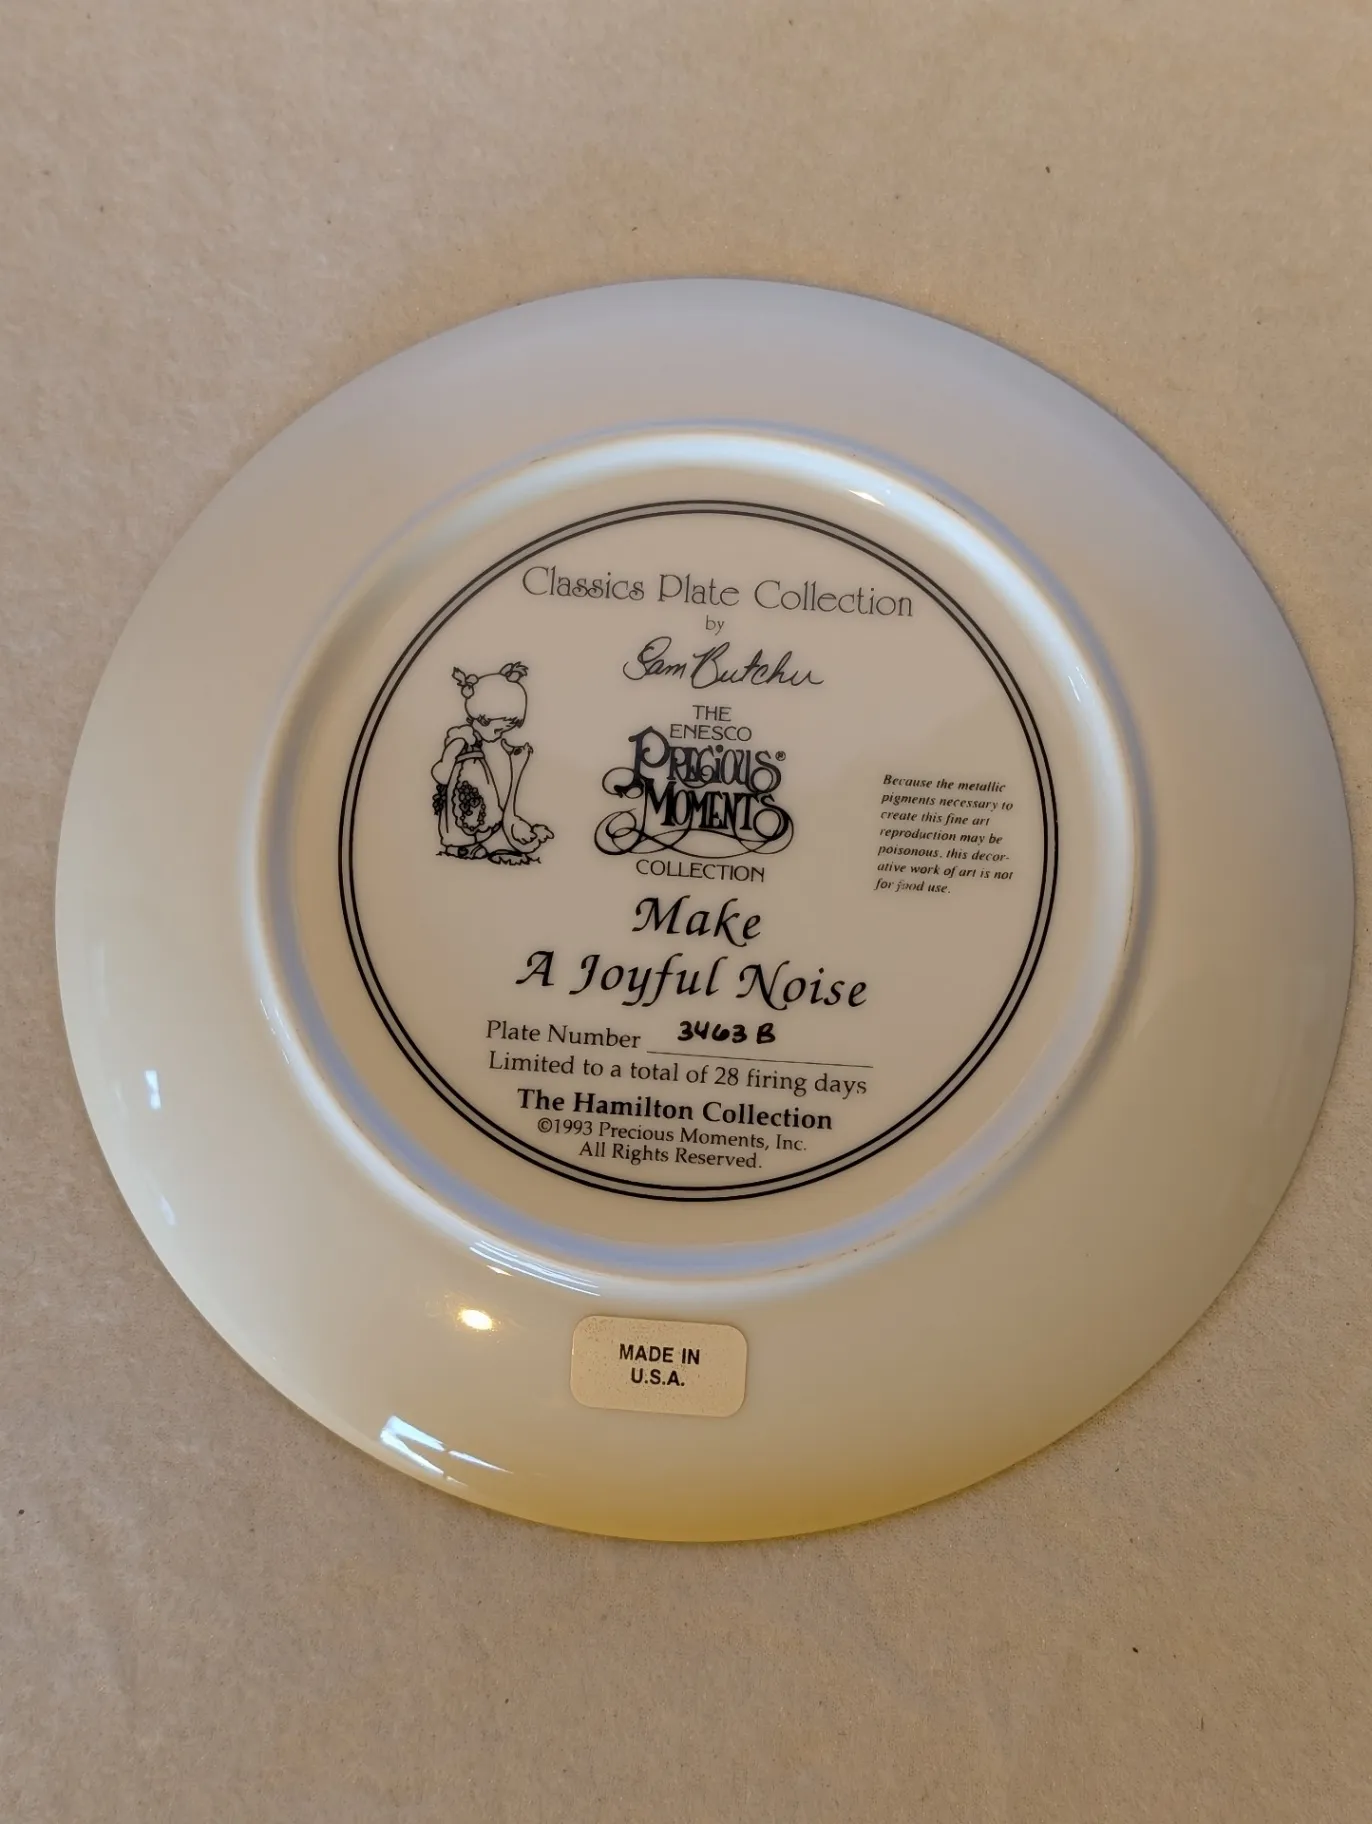 Classics Plate Collection
by
Sam Butcher
THE
ENESCO
PRECIOUS®
MOMENTS
COLLECTION
Because the metallic
pigments necessary to
create this fine art
reproduction may be
poisonous, this decor-
ative work of art is not
for food use.
Make
A Joyful Noise
Plate Number 3463 B
Limited to a total of 28 firing days
The Hamilton Collection
©1993 Precious Moments, Inc.
All Rights Reserved.
MADE IN
U.S.A.